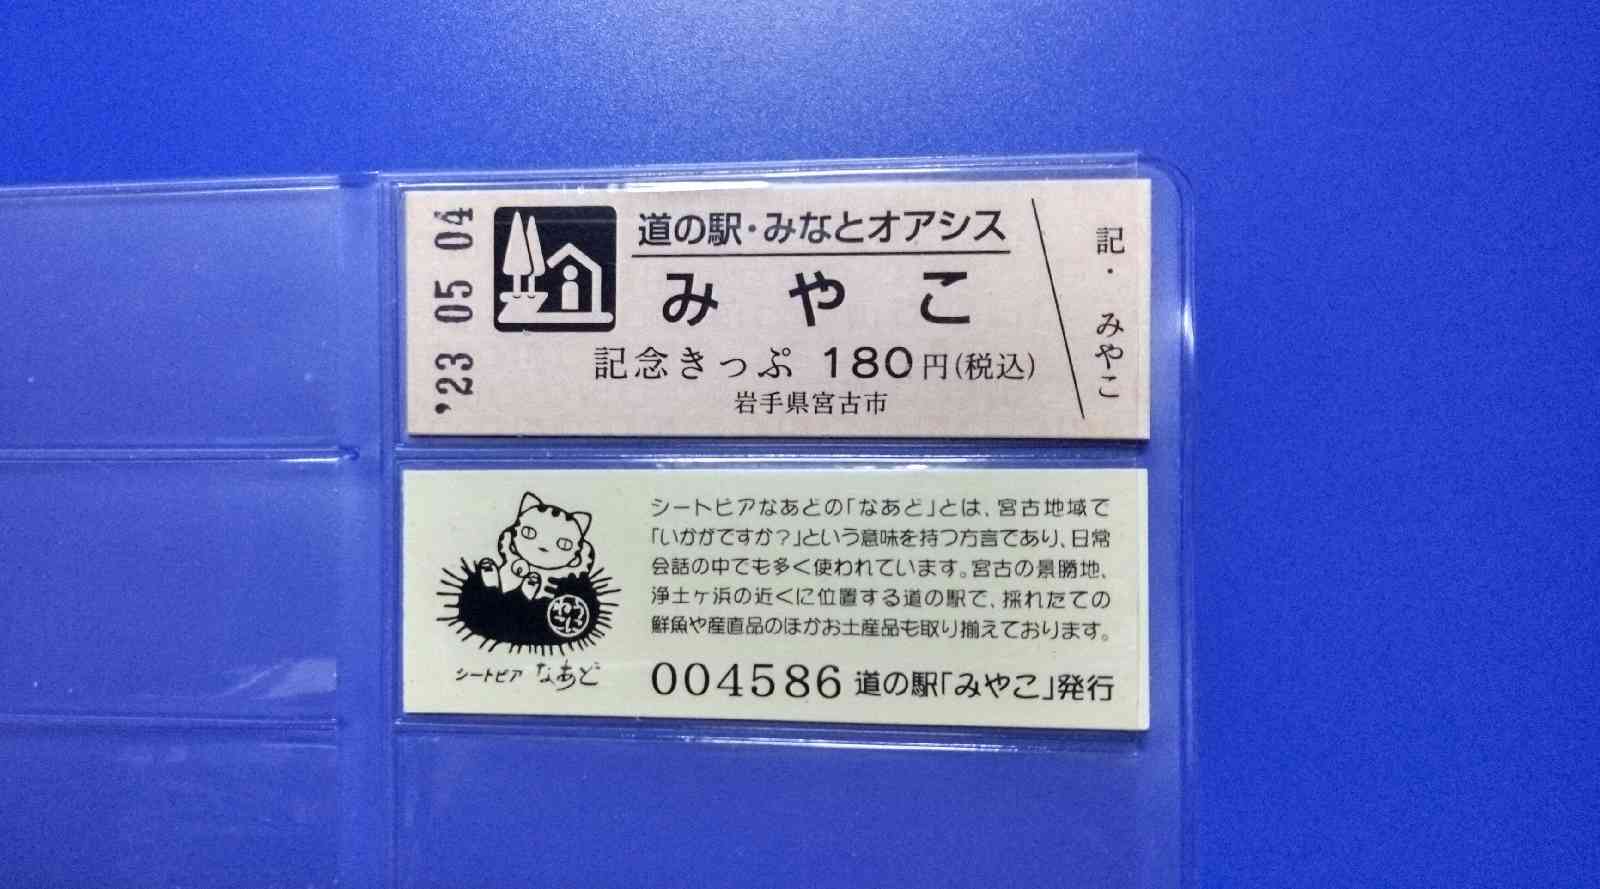 '23 05 04
道の駅・みなとオアシス
みやこ
記念きっぷ 180円(税込)
岩手県宮古市
記・みやこ
シートピアなあどの「なあど」とは、宮古地域で
「いかがですか?」という意味を持つ方言であり、日常
会話の中でも多く使われています。宮古の景勝地、
浄土ヶ浜の近くに位置する道の駅で、採れたての
鮮魚や産直品のほかお土産品も取り揃えております。
シートピア なあど
004586 道の駅「みやこ」発行